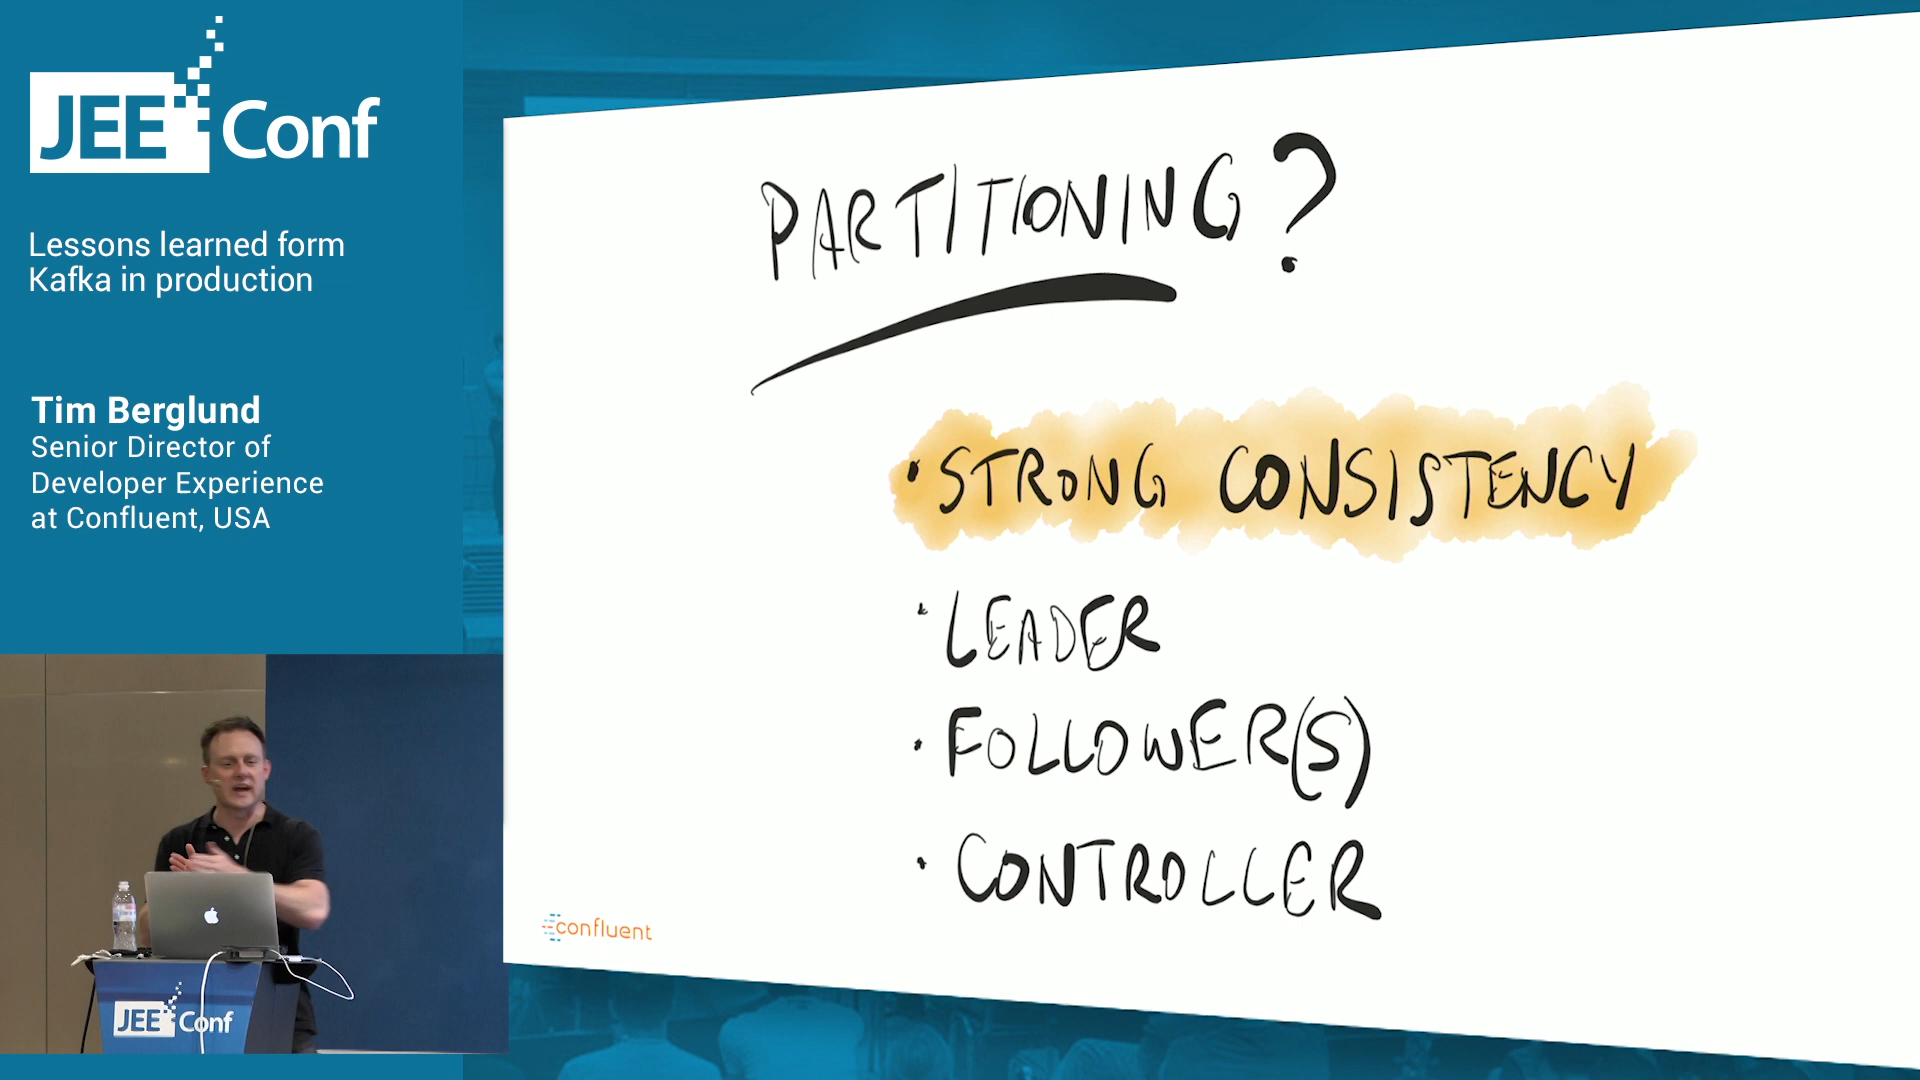 JEE Conf
Lessons learned form
Kafka in production
Tim Berglund
Senior Director of
Developer Experience
at Confluent, USA
PARTITIONING?
• STRONG CONSISTENCY
• LEADER
• FOLLOWER(S)
• CONTROLLER
confluent
JEE Conf